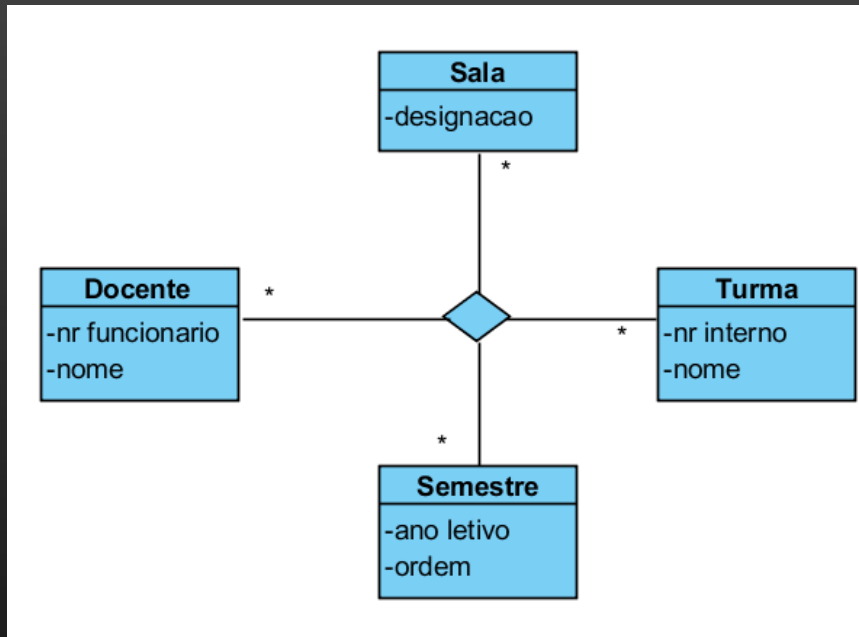 Sala
-designacao
*
Docente
-nr funcionario
-nome
*
Turma
-nr interno
-nome
*
*
Semestre
-ano letivo
-ordem